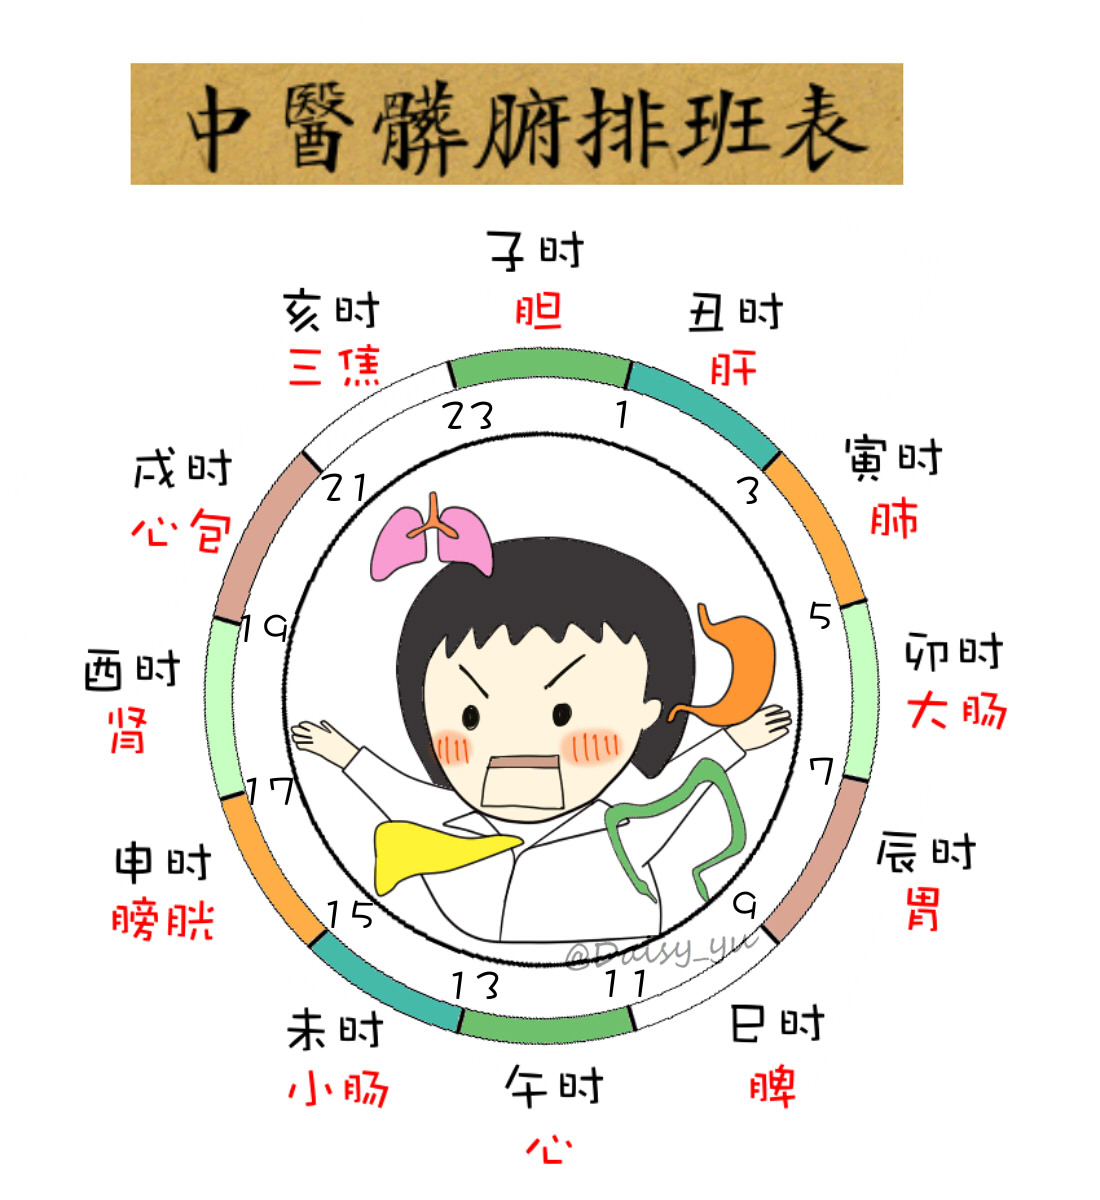 中醫髒腑排班表
子时
胆
丑时
肝
寅时
肺
卯时
大肠
辰时
胃
巳时
脾
午时
心
未时
小肠
申时
膀胱
酉时
肾
戌时
心包
亥时
三焦
23
1
3
5
7
9
11
13
15
17
19
21
@Daisy_yu